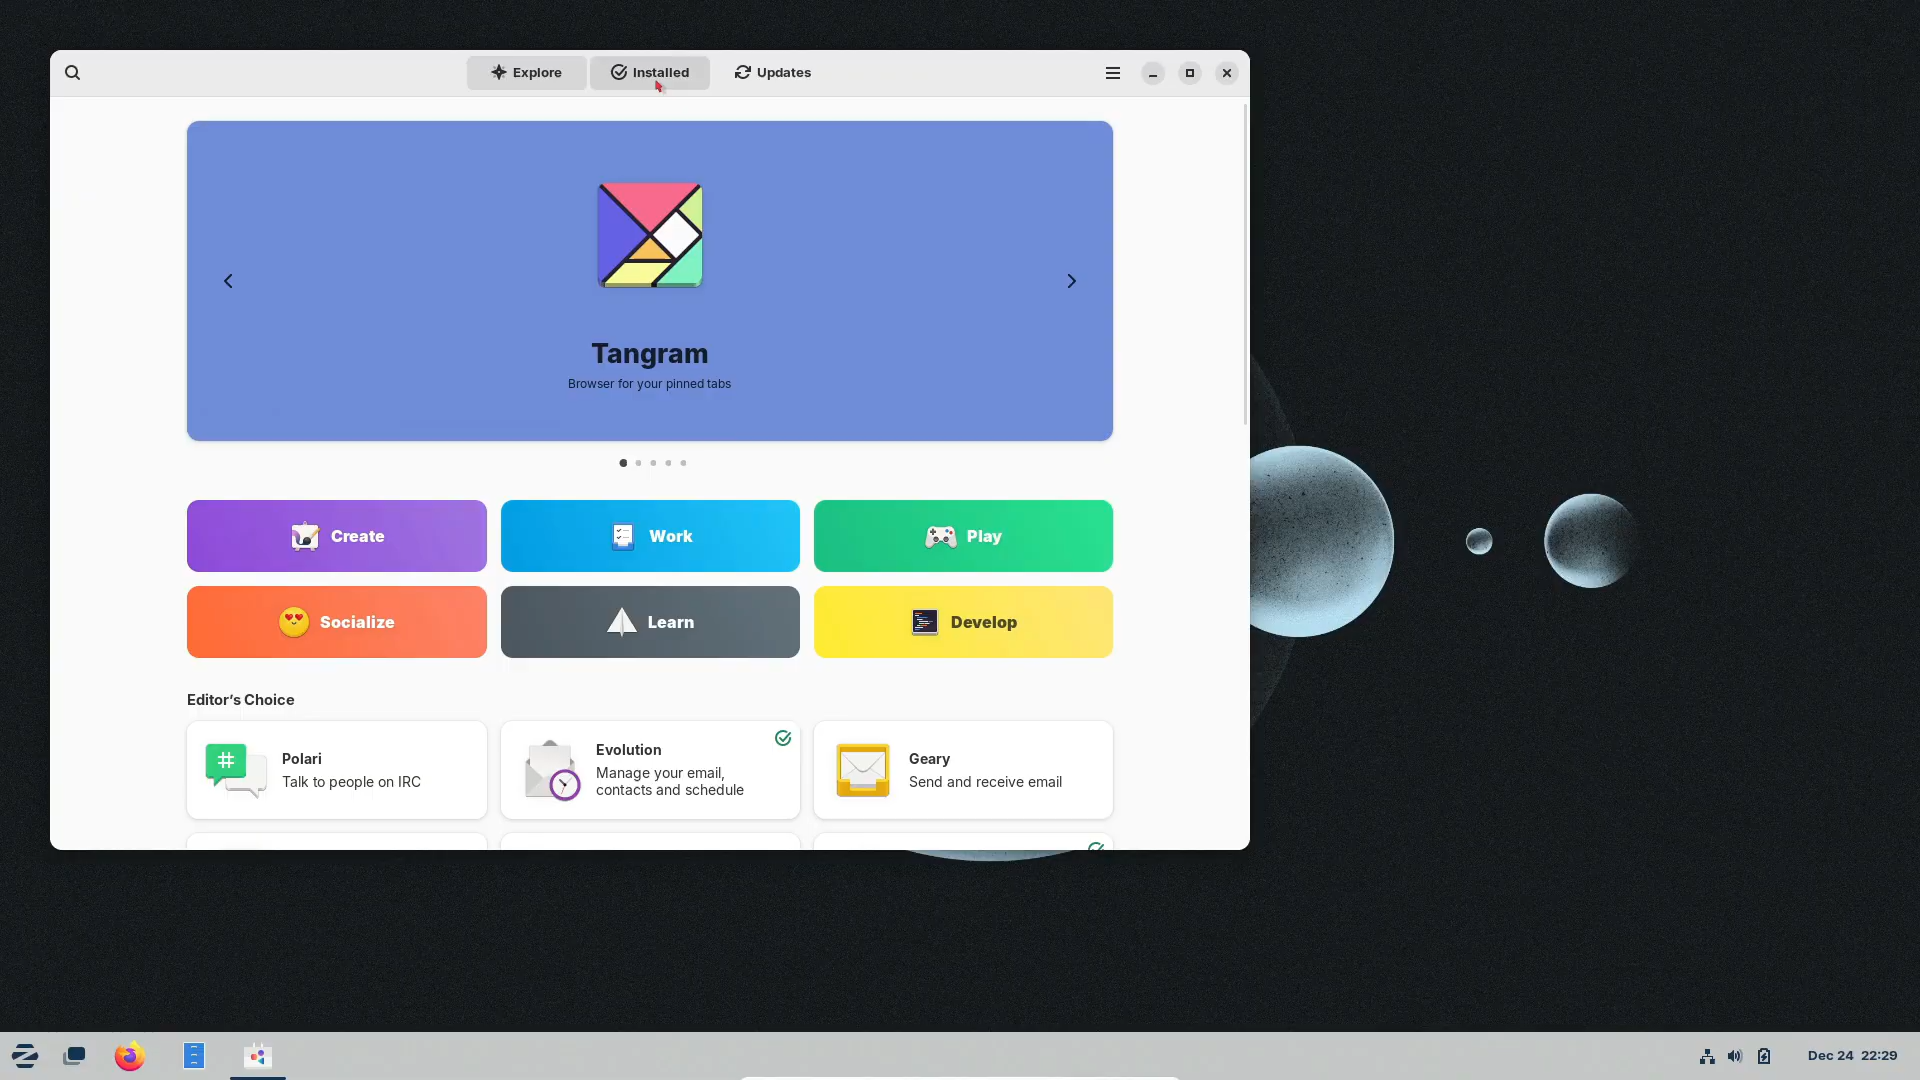 Explore
Installed
Updates
Tangram
Browser for your pinned tabs
Create
Work
Play
Socialize
Learn
Develop
Editor's Choice
Polari
Talk to people on IRC
Evolution
Manage your email,
contacts and schedule
Geary
Send and receive email
Dec 24 22:29